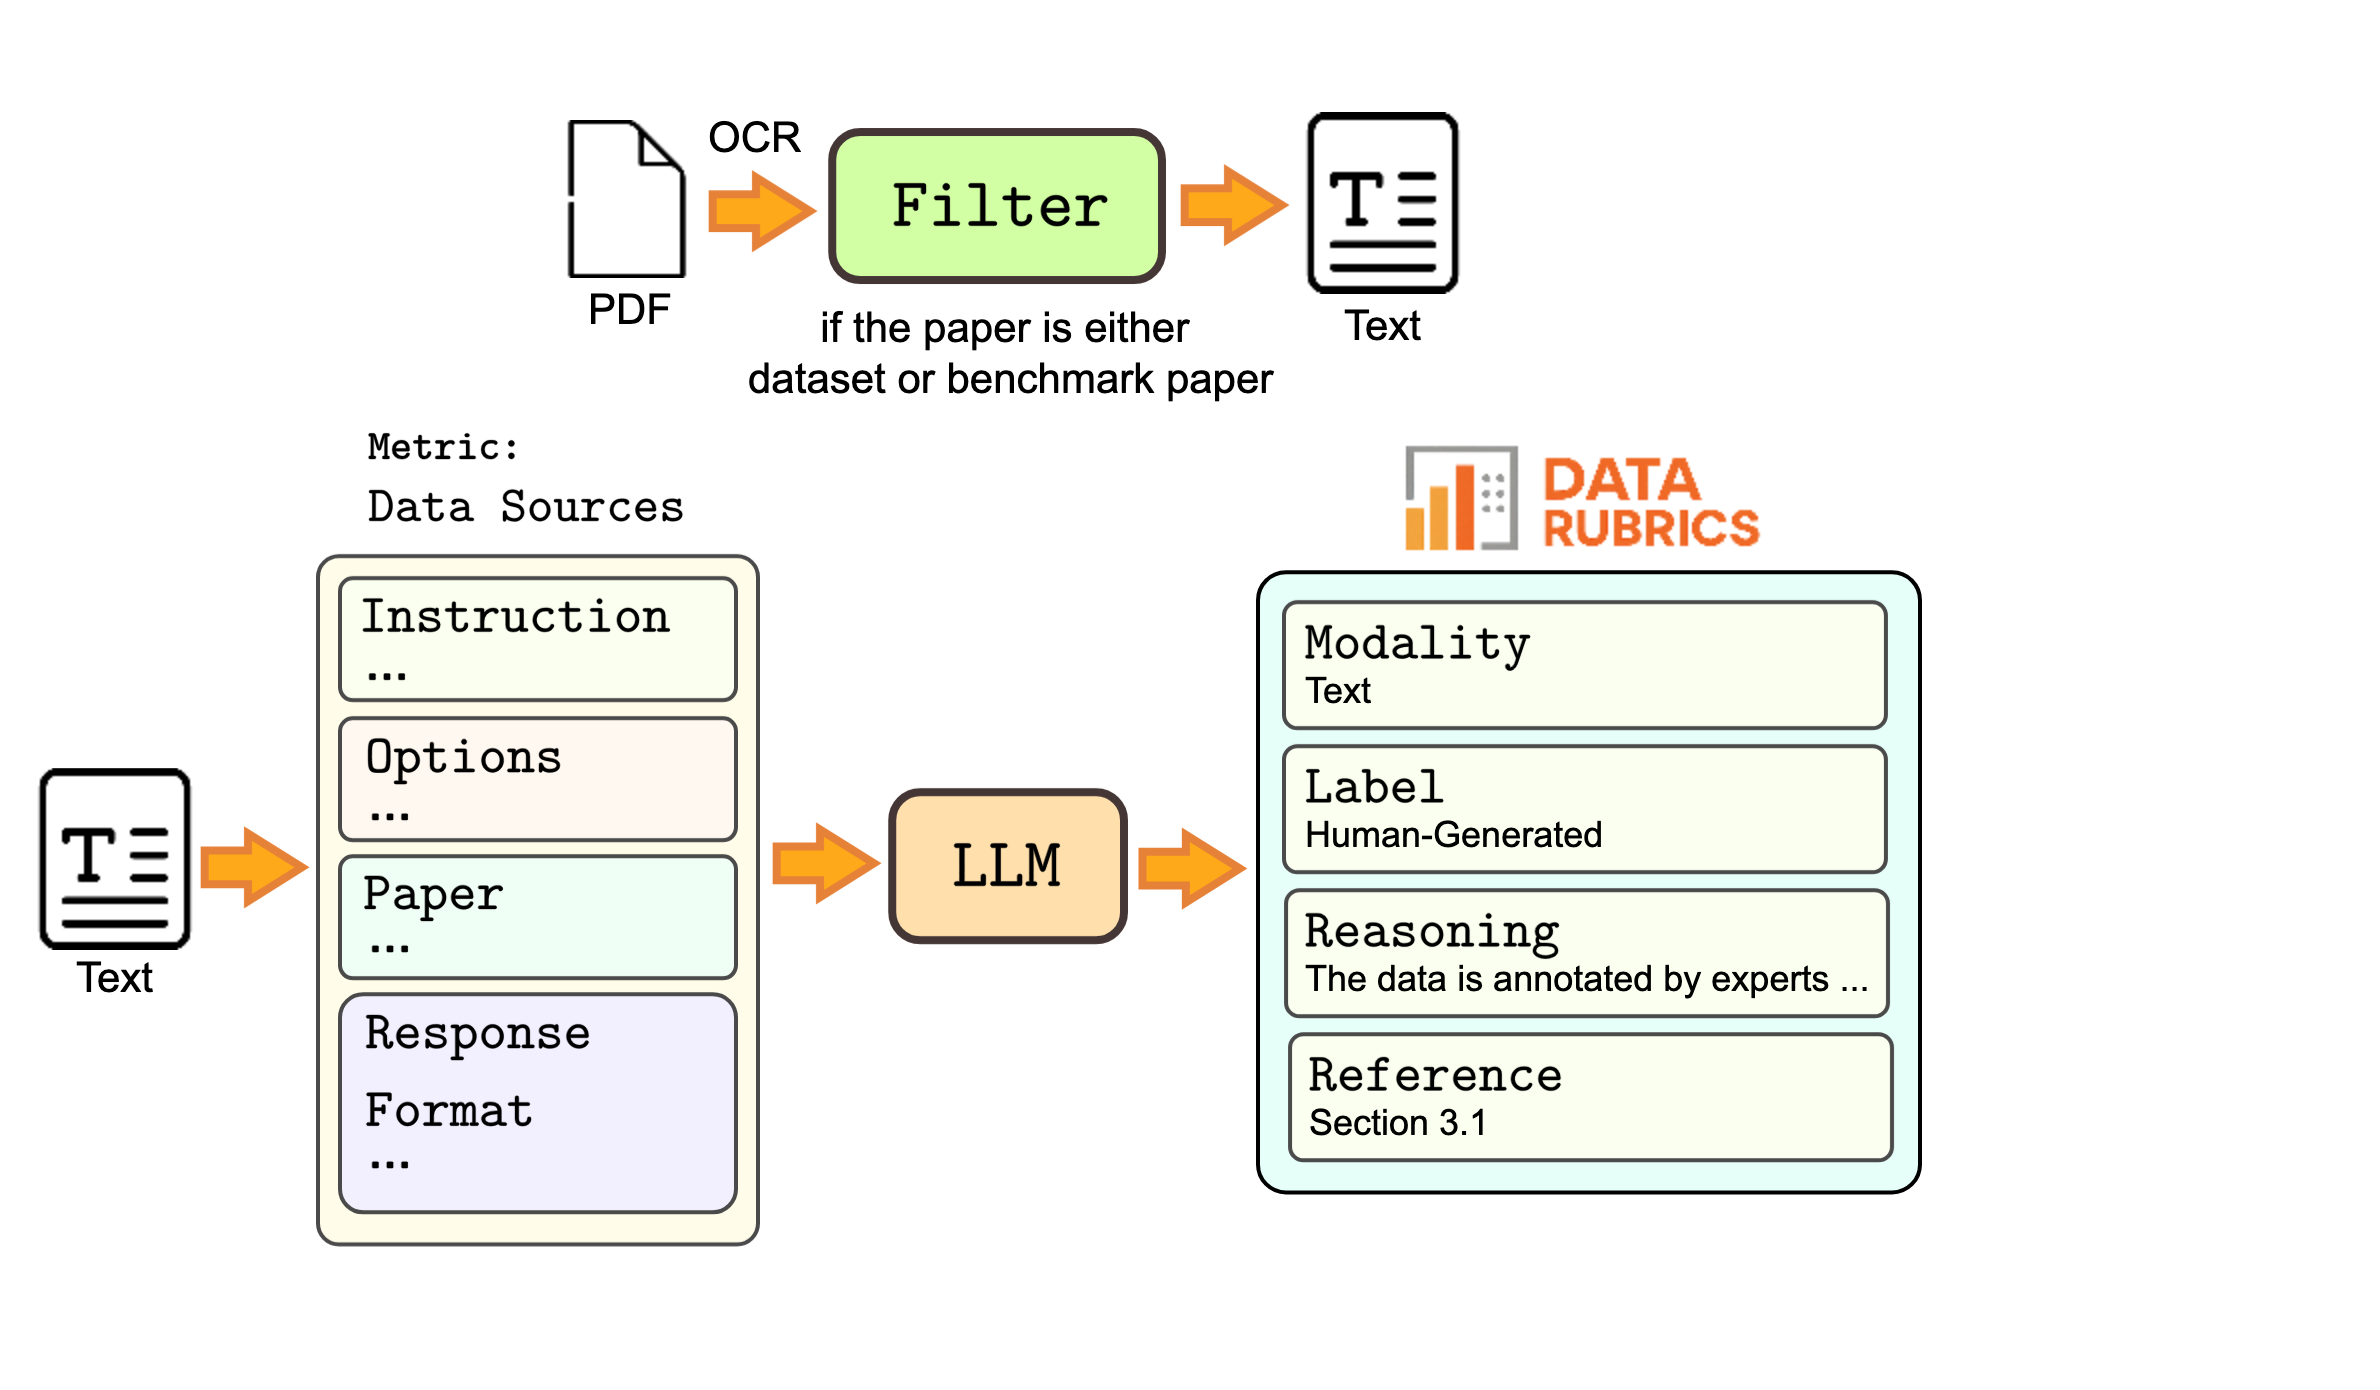 OCR
Filter
PDF
if the paper is either
dataset or benchmark paper
T
Text
Metric:
Data Sources
Instruction
...
Options
...
Paper
...
Response
Format
...
T
Text
LLM
DATA
RUBRICS
Modality
Text
Label
Human-Generated
Reasoning
The data is annotated by experts ...
Reference
Section 3.1